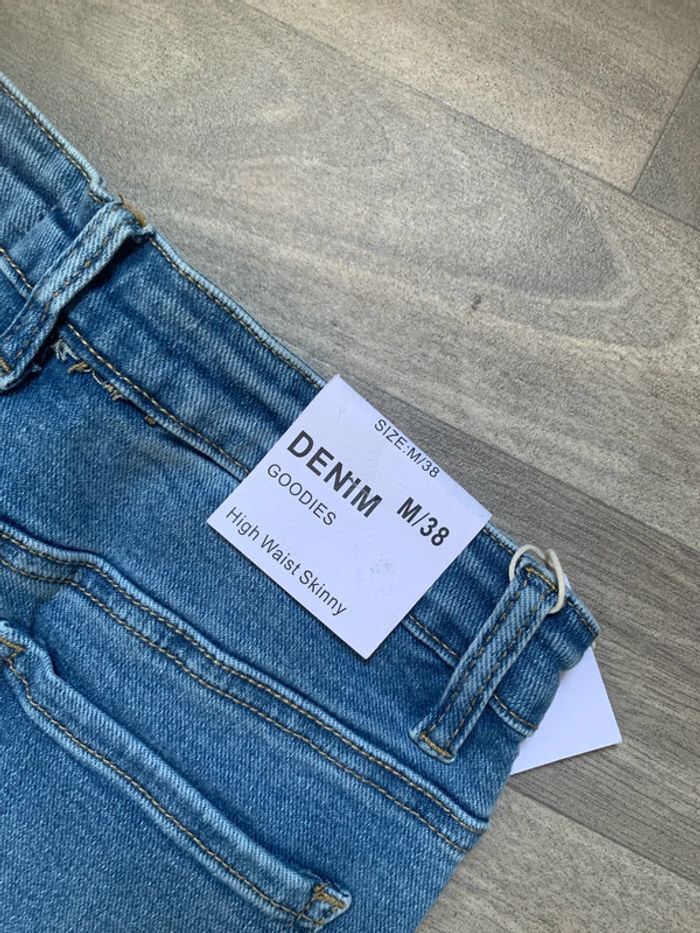 SIZE:M/38
DENiM M/38
GOODIES
High Waist Skinny